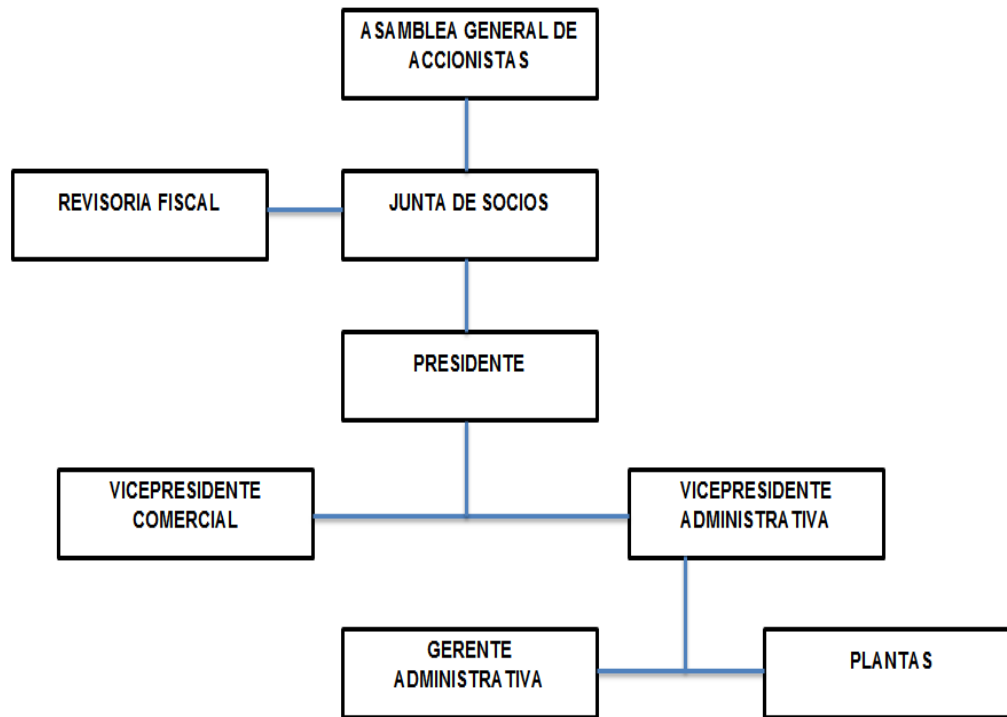 ASAMBLEA GENERAL DE
ACCIONISTAS
REVISORIA FISCAL
JUNTA DE SOCIOS
PRESIDENTE
VICEPRESIDENTE
COMERCIAL
VICEPRESIDENTE
ADMINISTRATIVA
GERENTE
ADMINISTRATIVA
PLANTAS